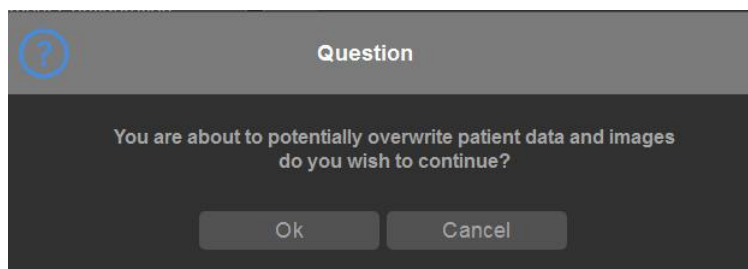 Question
You are about to potentially overwrite patient data and images
do you wish to continue?
Ok
Cancel